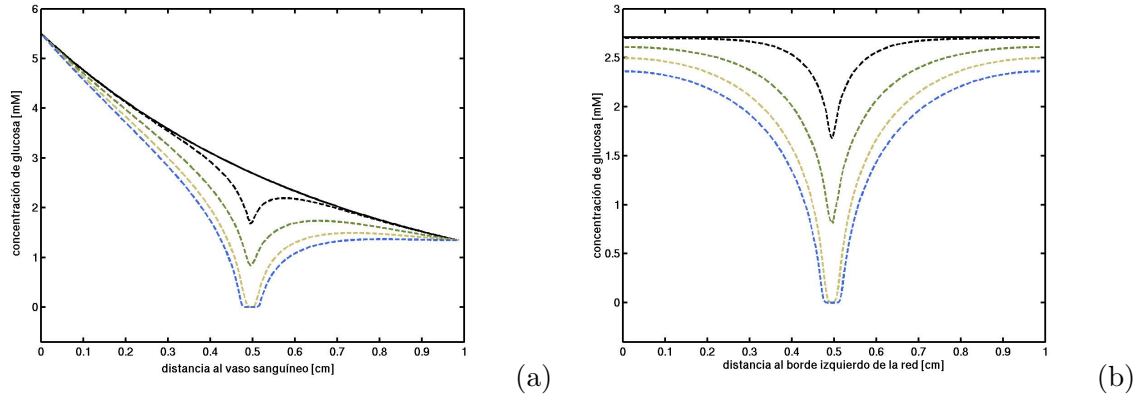 6
5
4
3
2
1
0
concentración de glucosa [mM]
0 0.1 0.2 0.3 0.4 0.5 0.6 0.7 0.8 0.9 1
distancia al vaso sanguíneo [cm]
(a)
3
2.5
2
1.5
1
0.5
0
concentración de glucosa [mM]
0 0.1 0.2 0.3 0.4 0.5 0.6 0.7 0.8 0.9 1
distancia al borde izquierdo de la red [cm]
(b)